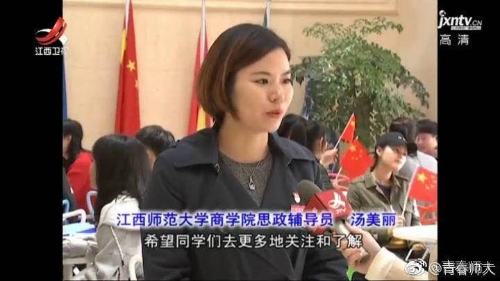 江西卫视
jxntv.cn
高清
江西师范大学商学院思政辅导员 汤美丽
希望同学们去更多地关注和了解
@青春师大